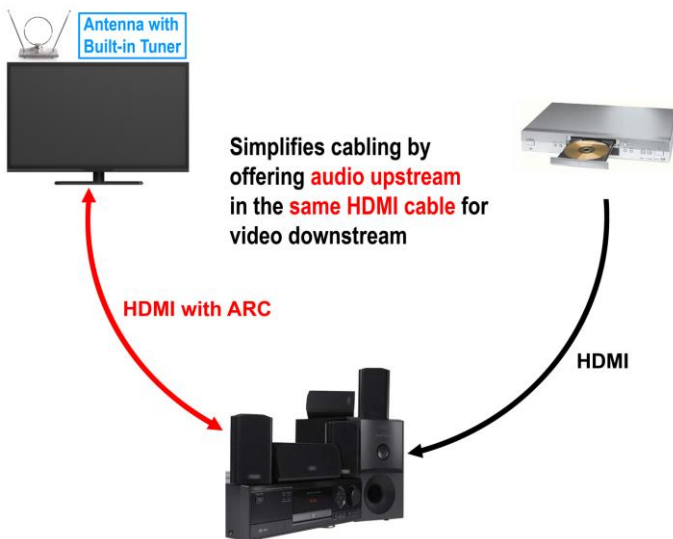 Antenna with
Built-in Tuner
Simplifies cabling by
offering audio upstream
in the same HDMI cable for
video downstream
HDMI with ARC
HDMI